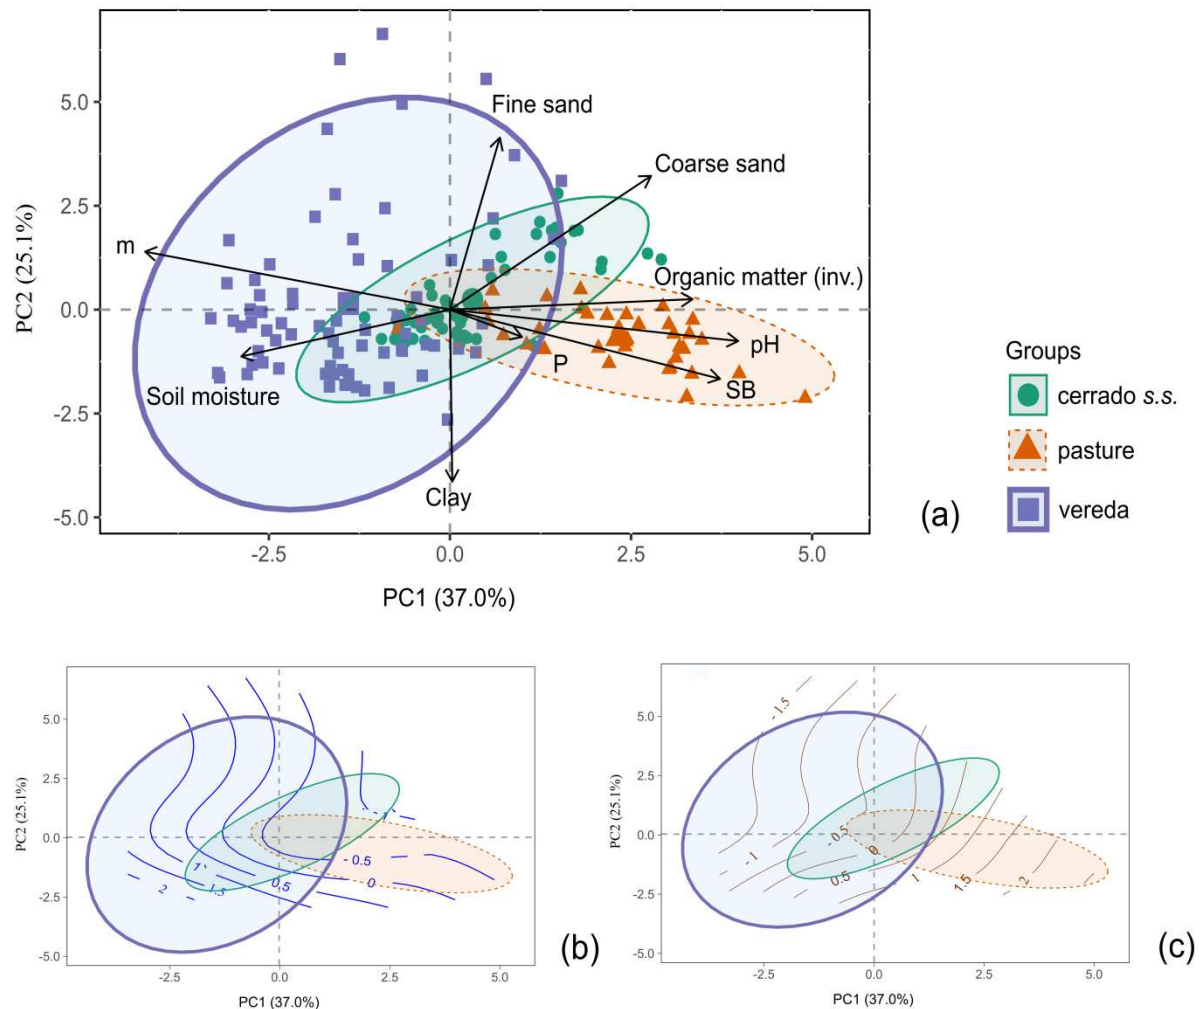 Fine sand
Coarse sand
m
Organic matter (inv.)
pH
P
SB
Soil moisture
Clay
5.0
2.5
0.0
-2.5
-5.0
PC2 (25.1%)
-2.5 0.0 2.5 5.0
PC1 (37.0%)
(a)
Groups
cerrado s.s.
pasture
vereda
5.0
2.5
0.0
-2.5
-5.0
PC2 (25.1%)
- 1
- 0.5
0
0,5
1
1.5
2
-2.5 0.0 2.5 5.0
PC1 (37.0%)
(b)
5.0
2.5
0.0
-2.5
-5.0
PC2 (25.1%)
- 1.5
- 1
- 0.5
0
0.5
1
1.5
2
-2.5 0.0 2.5 5.0
PC1 (37.0%)
(c)